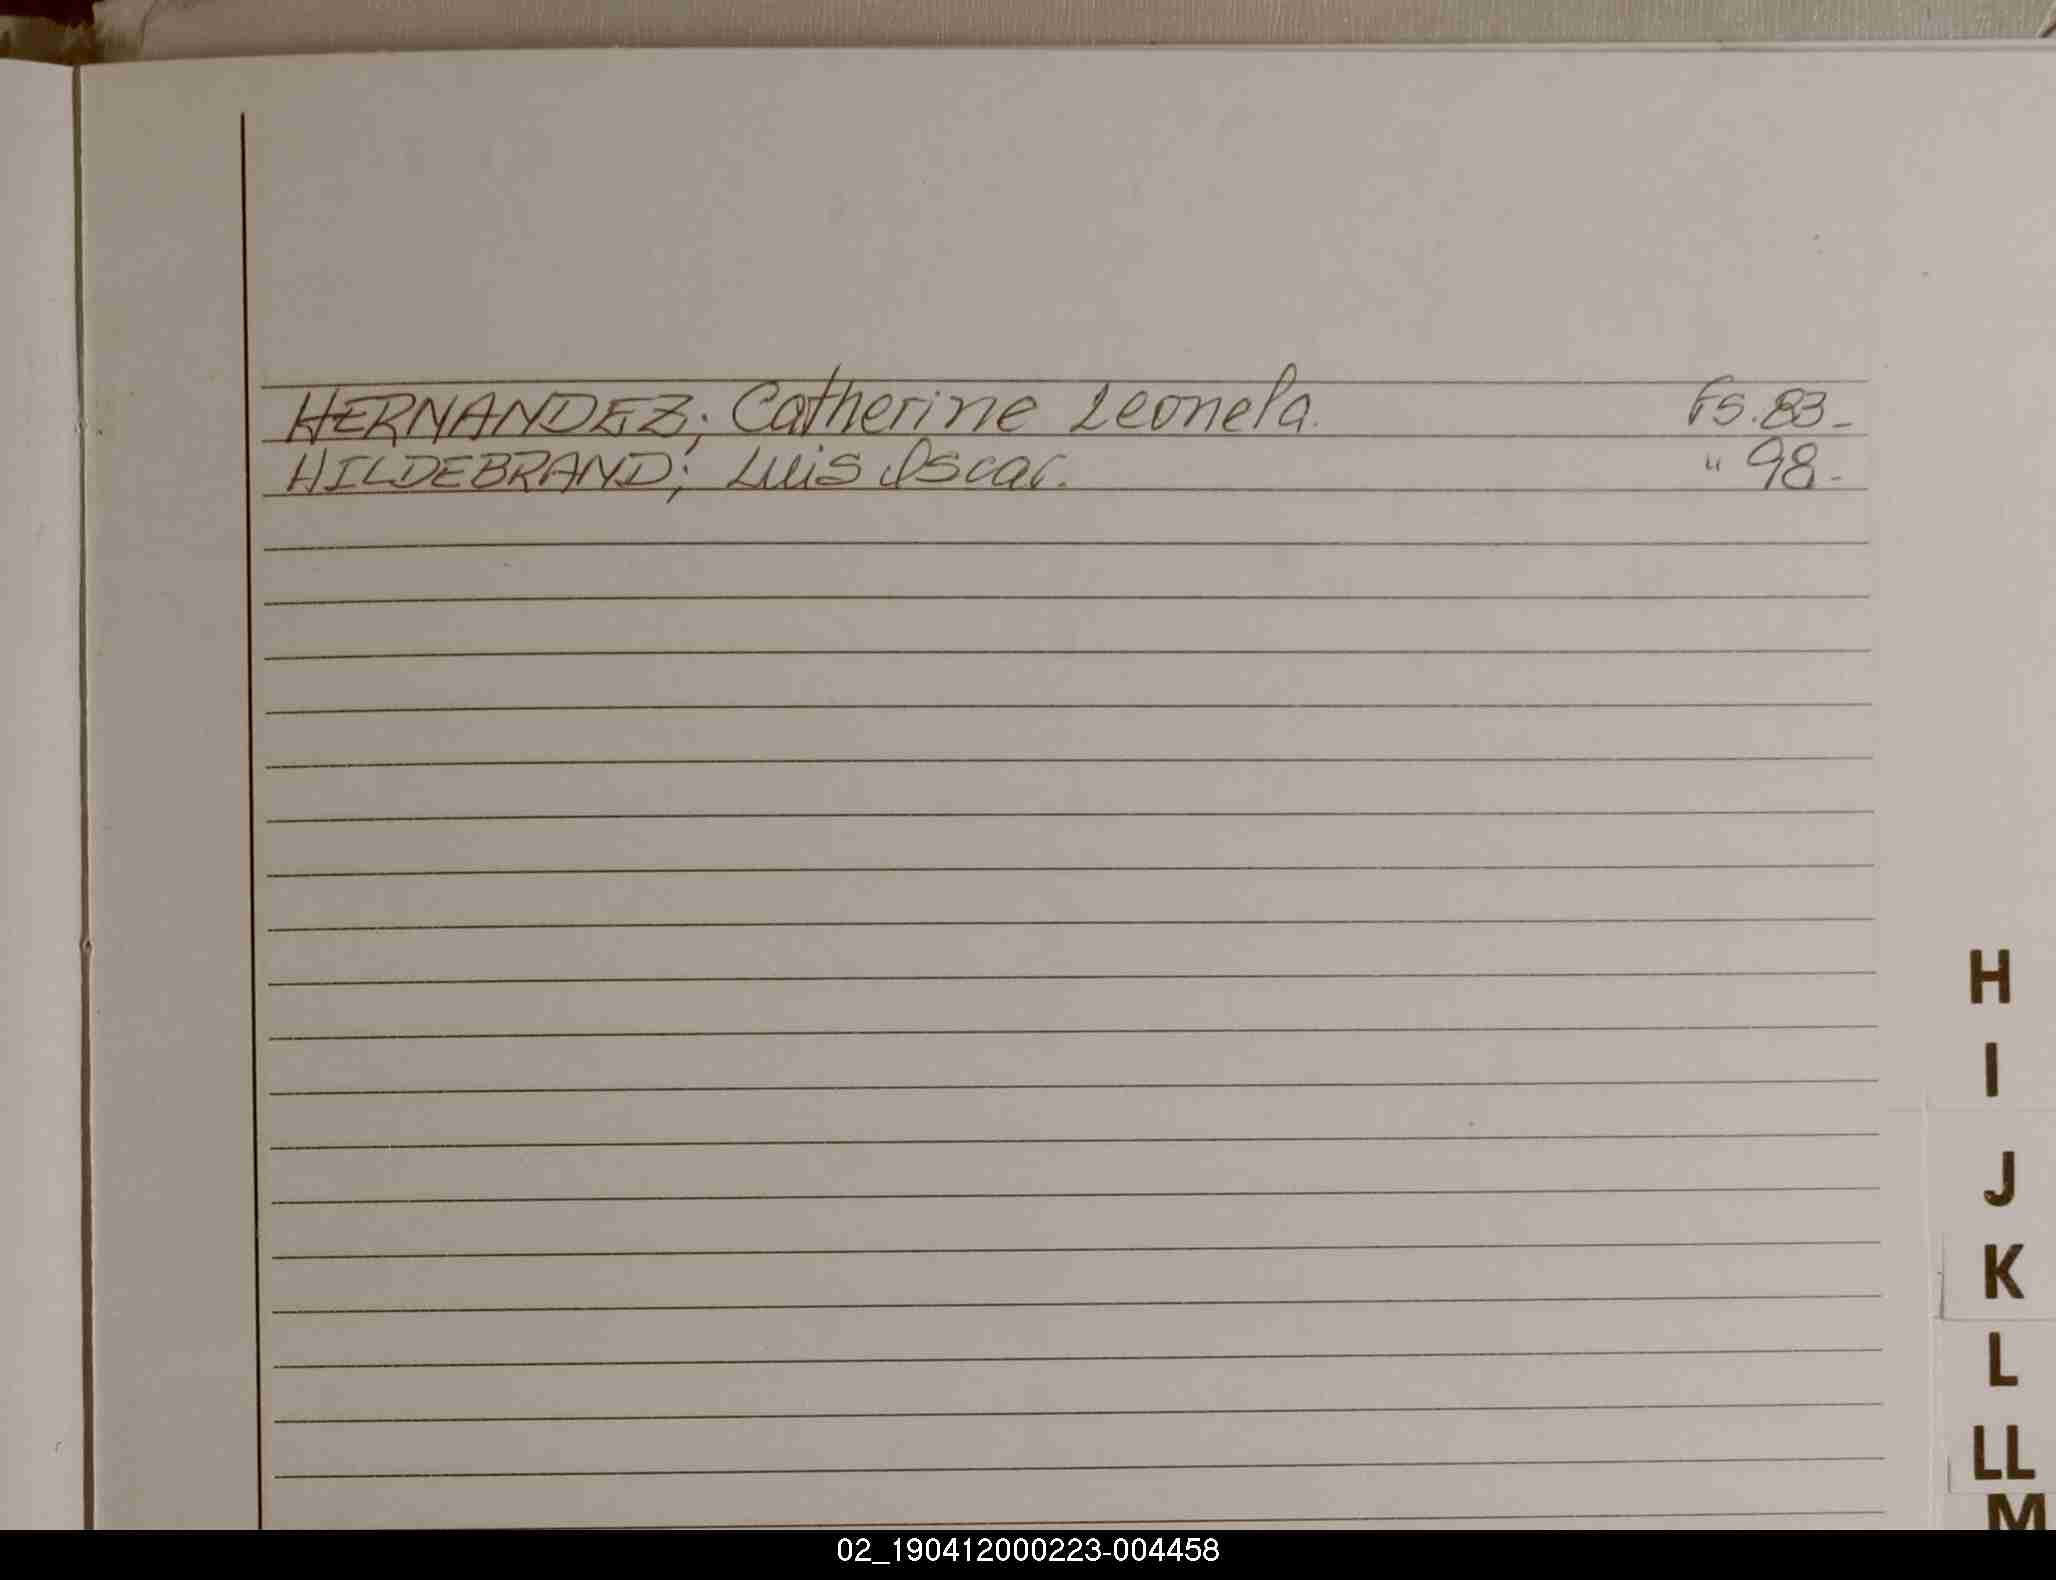 HERNANDEZ; Catherine Leonela. Fs. 83-
HILDEBRAND; Luis Oscar. " 98-
H
I
J
K
L
LL
M
02_190412000223-004458